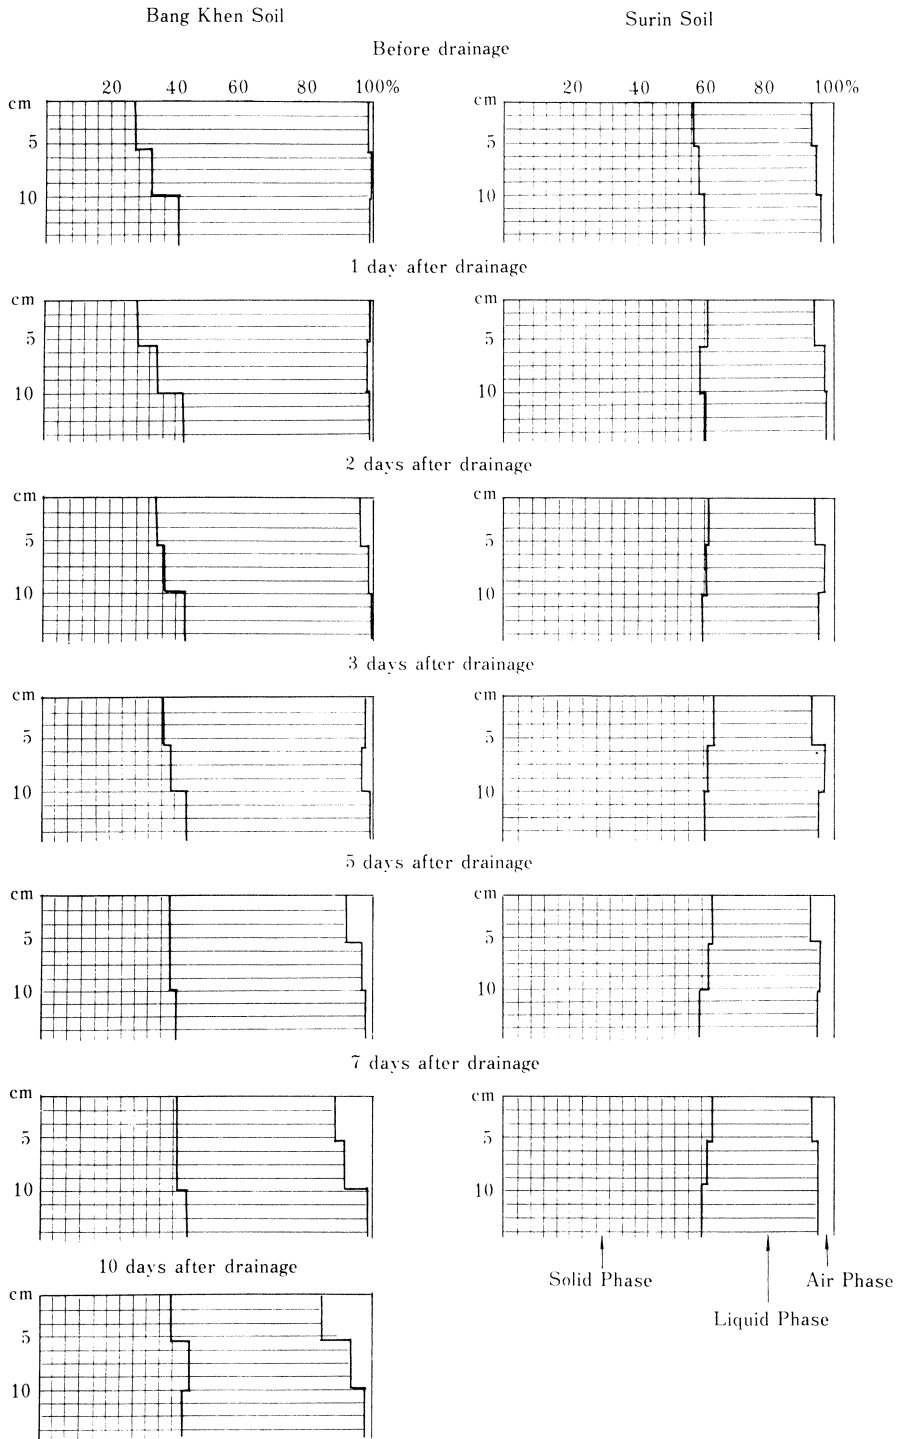 Bang Khen Soil Surin Soil
Before drainage
20 40 60 80 100% 20 40 60 80 100%
cm cm
5 5
10 10
1 day after drainage
cm cm
5 5
10 10
2 days after drainage
cm cm
5 5
10 10
3 days after drainage
cm cm
5 5
10 10
5 days after drainage
cm cm
5 5
10 10
7 days after drainage
cm cm
5 5
10 10
10 days after drainage Solid Phase Air Phase
Liquid Phase
cm
5
10